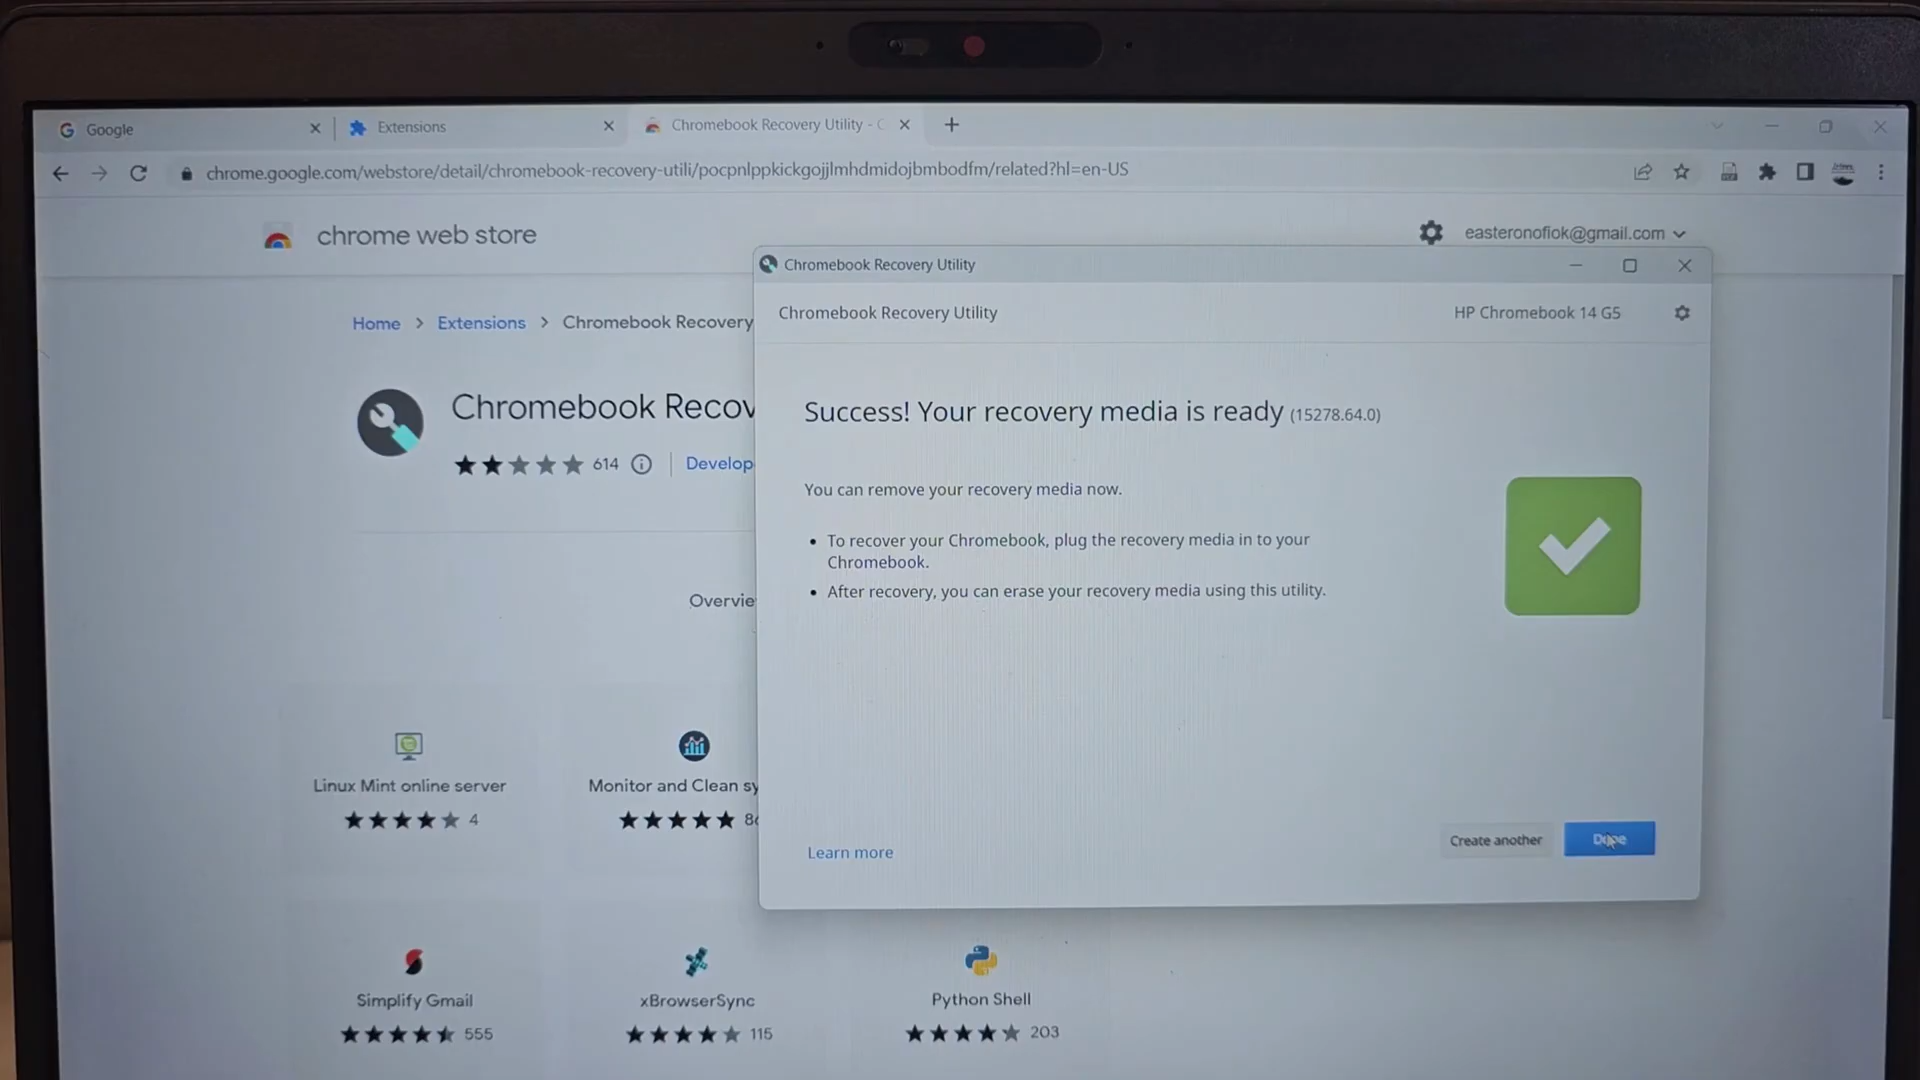 Google
Extensions
Chromebook Recovery Utility - C
chrome.google.com/webstore/detail/chromebook-recovery-utili/pocpnlppkickgojjlmhdmidojbmbodfm/related?hl=en-US
chrome web store
easteronofiok@gmail.com
Chromebook Recovery Utility
Chromebook Recovery Utility
HP Chromebook 14 G5
Home > Extensions > Chromebook Recovery
Chromebook Recov
614
Develop
Success! Your recovery media is ready (15278.64.0)
You can remove your recovery media now.
• To recover your Chromebook, plug the recovery media in to your
Chromebook.
• After recovery, you can erase your recovery media using this utility.
Overvie
Linux Mint online server
4
Monitor and Clean sy
Learn more
Create another
Done
Simplify Gmail
555
xBrowserSync
115
Python Shell
203